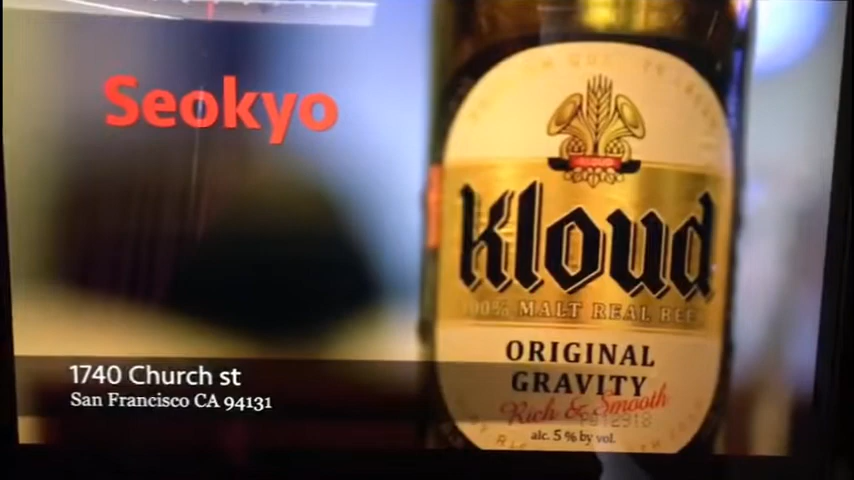 Seokyo
Kloud
100% MALT REAL BEER
ORIGINAL
GRAVITY
Rich & Smooth
alc. 5% by vol.
1740 Church st
San Francisco CA 94131